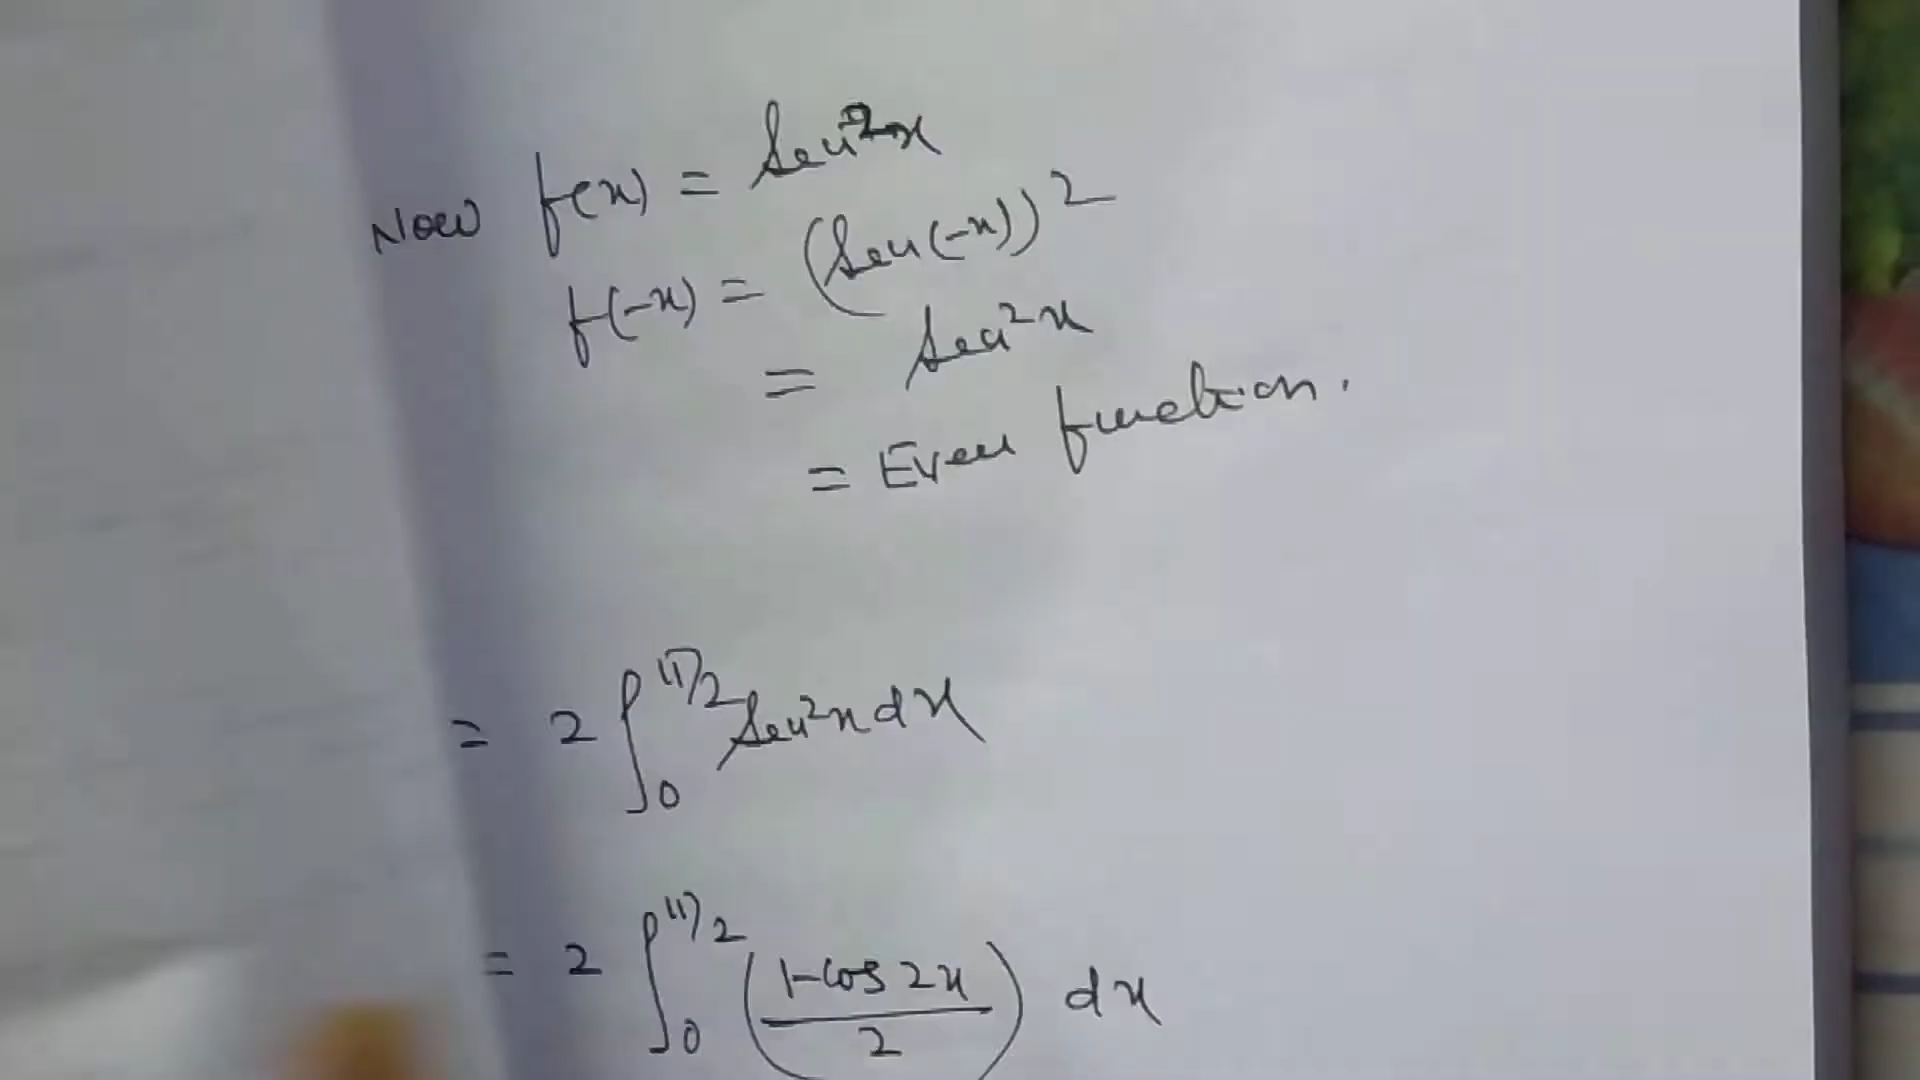 Now f(x) = Sin²x
f(-x) = (Sin(-x))²
= Sin²x
= Even function.
= 2 ∫₀^{π/2} Sin²x dx
= 2 ∫₀^{π/2} (1-cos 2x / 2) dx